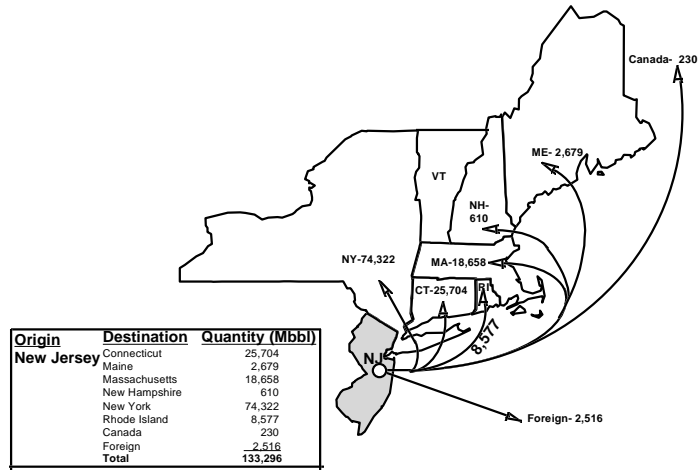 Canada- 230
ME- 2,679
VT
NH-
610
NY-74,322
MA-18,658
CT-25,704
RI
8,577
NJ
Foreign- 2,516
Origin Destination Quantity (Mbbl)
New Jersey Connecticut 25,704
Maine 2,679
Massachusetts 18,658
New Hampshire 610
New York 74,322
Rhode Island 8,577
Canada 230
Foreign 2,516
Total 133,296